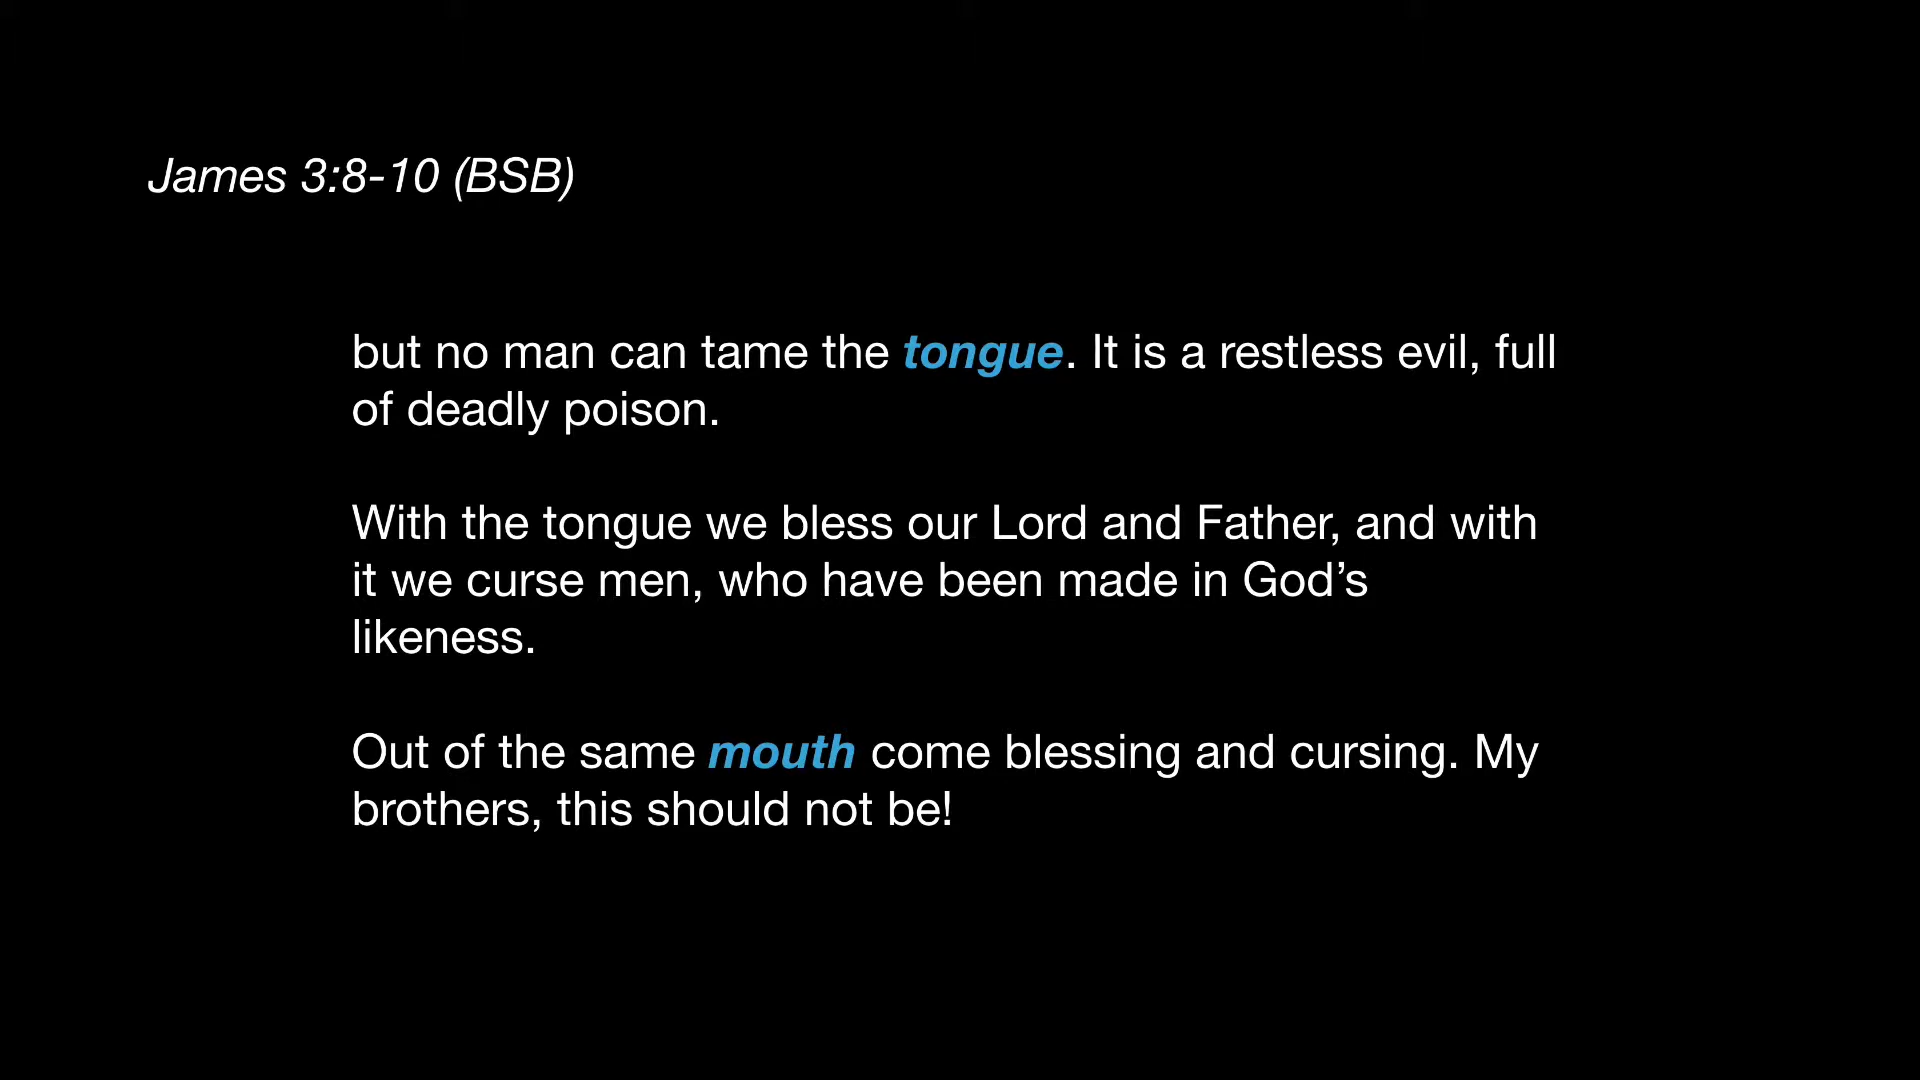 James 3:8-10 (BSB)
but no man can tame the tongue. It is a restless evil, full
of deadly poison.
With the tongue we bless our Lord and Father, and with
it we curse men, who have been made in God’s
likeness.
Out of the same mouth come blessing and cursing. My
brothers, this should not be!